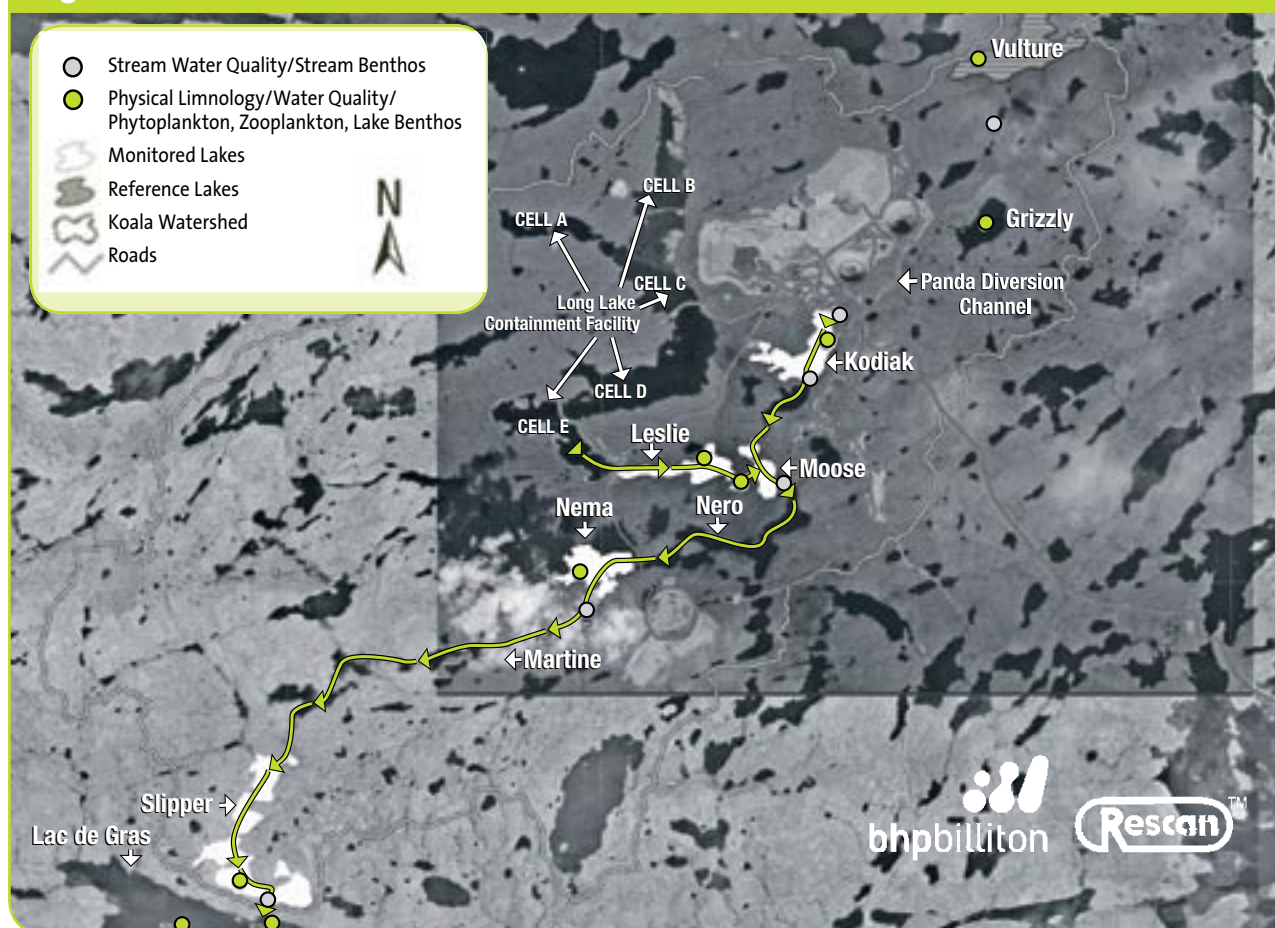 Stream Water Quality/Stream Benthos
Physical Limnology/Water Quality/
Phytoplankton, Zooplankton, Lake Benthos
Monitored Lakes
Reference Lakes
Koala Watershed
Roads
N
Vulture
Grizzly
Panda Diversion
Channel
CELL B
CELL A
CELL C
Long Lake
Containment Facility
CELL D
CELL E
Kodiak
Leslie
Moose
Nema
Nero
Martine
Slipper
Lac de Gras
bhpbilliton
Rescan™